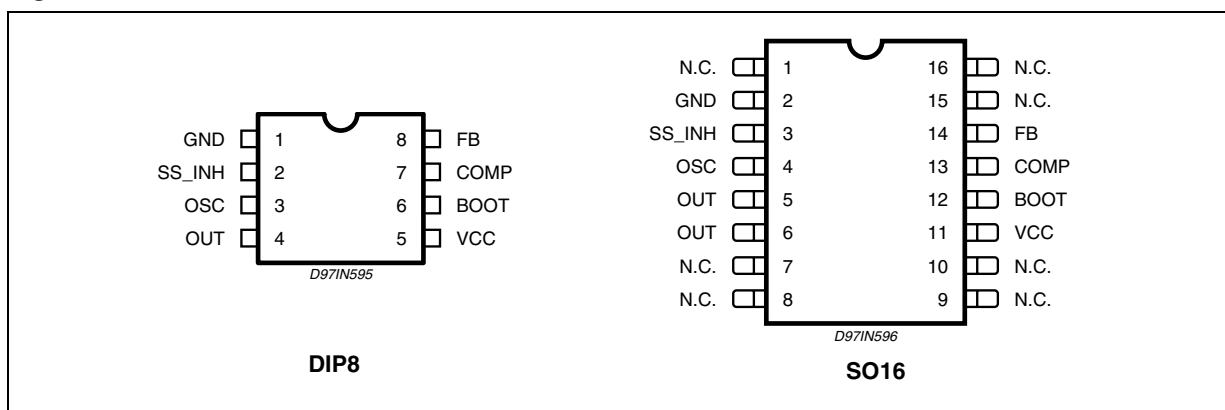 GND 1 8 FB
SS_INH 2 7 COMP
OSC 3 6 BOOT
OUT 4 5 VCC
D97IN595
DIP8
N.C. 1 16 N.C.
GND 2 15 N.C.
SS_INH 3 14 FB
OSC 4 13 COMP
OUT 5 12 BOOT
OUT 6 11 VCC
N.C. 7 10 N.C.
N.C. 8 9 N.C.
D97IN596
SO16